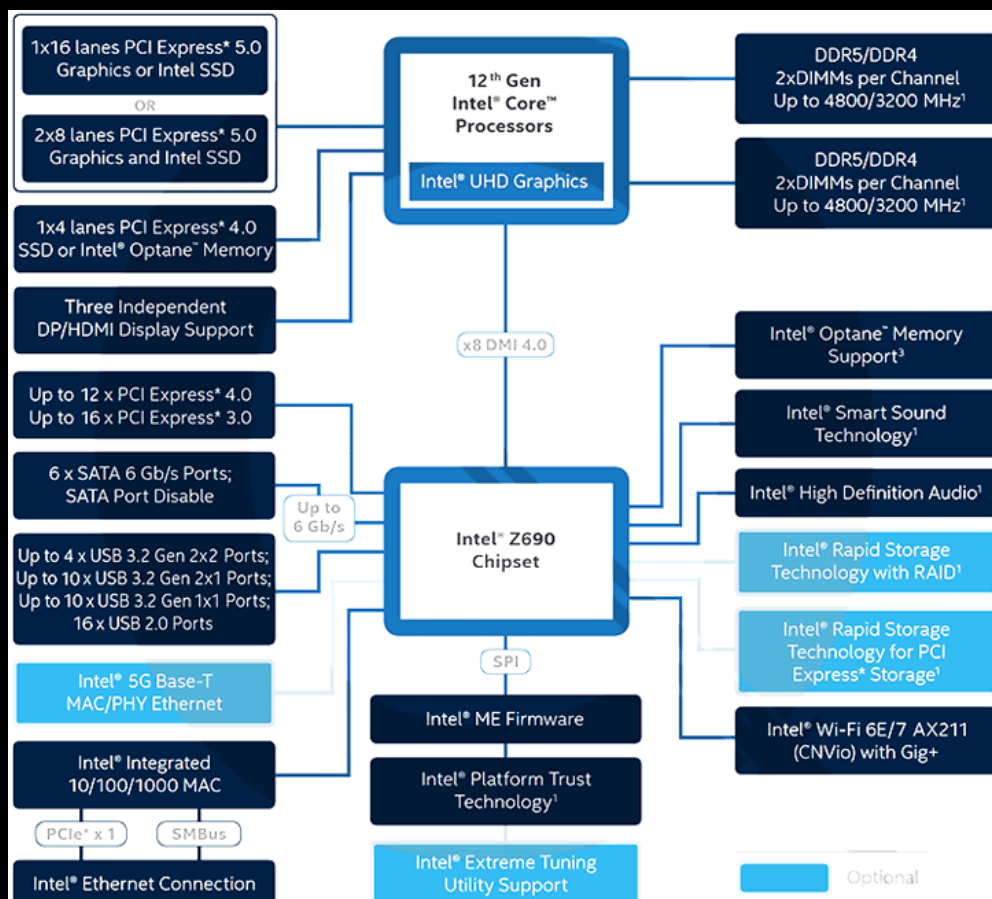 1x16 lanes PCI Express* 5.0
Graphics or Intel SSD
OR
2x8 lanes PCI Express* 5.0
Graphics and Intel SSD
1x4 lanes PCI Express* 4.0
SSD or Intel® Optane™ Memory
Three Independent
DP/HDMI Display Support
12th Gen
Intel® Core™
Processors
Intel® UHD Graphics
DDR5/DDR4
2xDIMMs per Channel
Up to 4800/3200 MHz¹
DDR5/DDR4
2xDIMMs per Channel
Up to 4800/3200 MHz¹
x8 DMI 4.0
Up to 12 x PCI Express* 4.0
Up to 16 x PCI Express* 3.0
6 x SATA 6 Gb/s Ports;
SATA Port Disable
Up to
6 Gb/s
Up to 4 x USB 3.2 Gen 2x2 Ports;
Up to 10 x USB 3.2 Gen 2x1 Ports;
Up to 10 x USB 3.2 Gen 1x1 Ports;
16 x USB 2.0 Ports
Intel® 5G Base-T
MAC/PHY Ethernet
Intel® Integrated
10/100/1000 MAC
PCIe* x 1
SMBus
Intel® Ethernet Connection
Intel® Z690
Chipset
SPI
Intel® ME Firmware
Intel® Platform Trust
Technology¹
Intel® Extreme Tuning
Utility Support
Intel® Optane™ Memory
Support³
Intel® Smart Sound
Technology¹
Intel® High Definition Audio¹
Intel® Rapid Storage
Technology with RAID¹
Intel® Rapid Storage
Technology for PCI
Express* Storage¹
Intel® Wi-Fi 6E/7 AX211
(CNVio) with Gig+
Optional